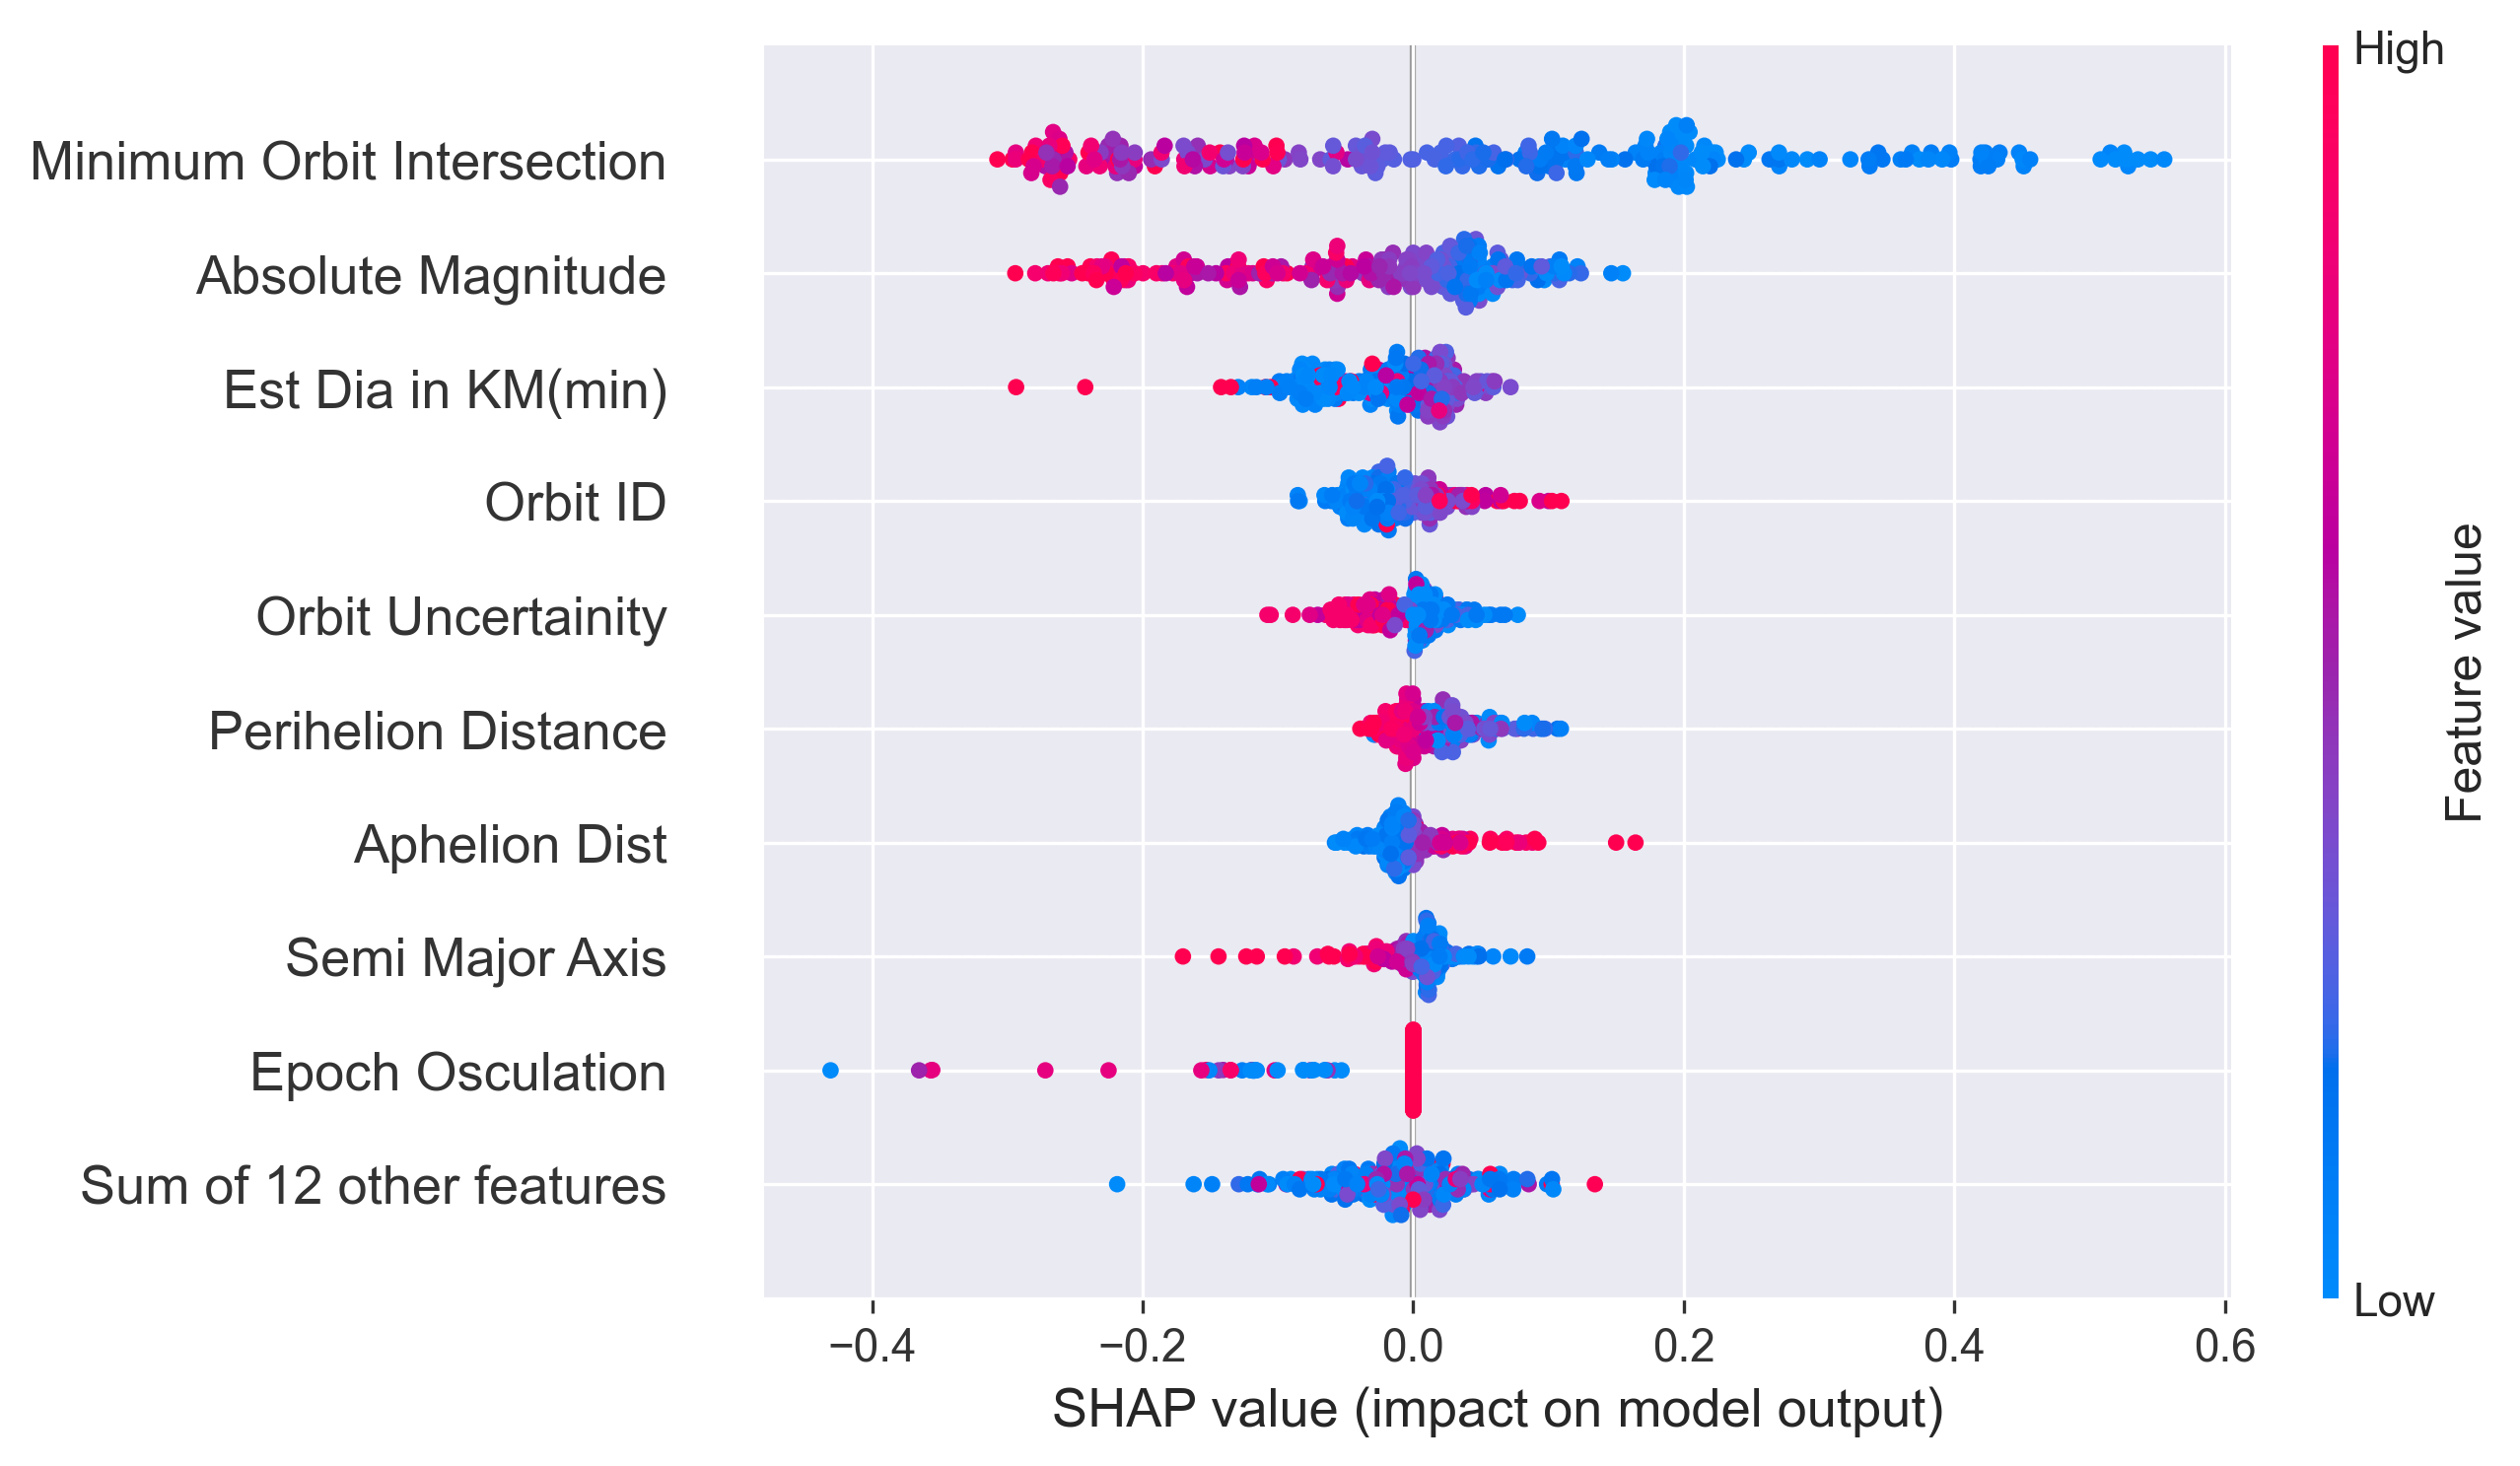 High
Minimum Orbit Intersection
Absolute Magnitude
Est Dia in KM(min)
Orbit ID
Orbit Uncertainity
Perihelion Distance
Aphelion Dist
Semi Major Axis
Epoch Osculation
Sum of 12 other features
Feature value
Low
−0.4 −0.2 0.0 0.2 0.4 0.6
SHAP value (impact on model output)